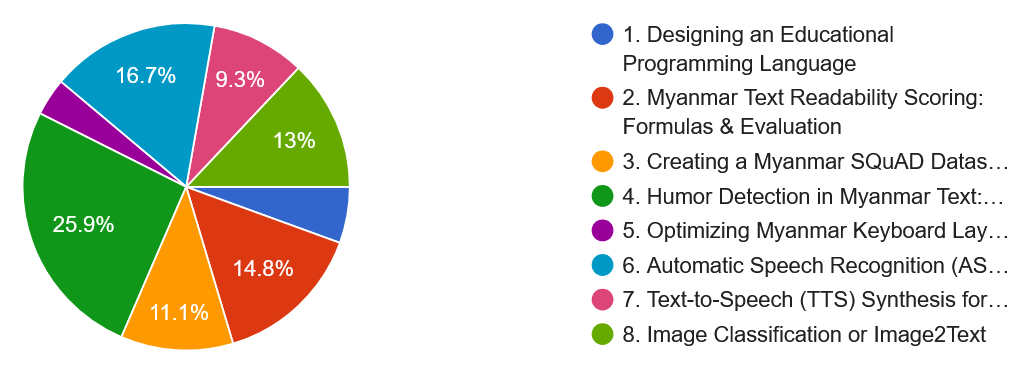 16.7%
9.3%
13%
25.9%
14.8%
11.1%
1. Designing an Educational
Programming Language
2. Myanmar Text Readability Scoring:
Formulas & Evaluation
3. Creating a Myanmar SQuAD Datas…
4. Humor Detection in Myanmar Text:…
5. Optimizing Myanmar Keyboard Lay…
6. Automatic Speech Recognition (AS…
7. Text-to-Speech (TTS) Synthesis for…
8. Image Classification or Image2Text